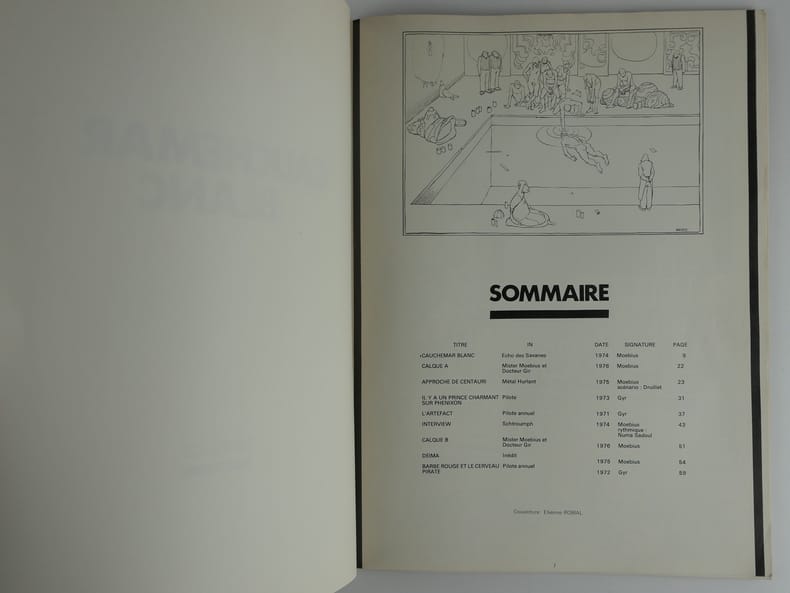 SOMMAIRE
TITRE IN DATE SIGNATURE PAGE
CAUCHEMAR BLANC Echo des Savanes 1974 Moebius 9
CALQUE A Mister Moebius et 1976 Moebius 22
Docteur Gir
APPROCHE DE CENTAURI Métal Hurlant 1975 Moebius 23
scénario : Druillet
IL Y A UN PRINCE CHARMANT Pilote 1973 Gyr 31
SUR PHENIXON
L'ARTEFACT Pilote annuel 1971 Gyr 37
INTERVIEW Schtroumph 1974 Moebius 43
rythmique :
Numa Sadoul
CALQUE B Mister Moebius et
Docteur Gir 1976 Moebius 51
DEIMA Inédit
1975 Moebius 54
BARBE ROUGE ET LE CERVEAU Pilote annuel
PIRATE 1972 Gyr 59
Couverture: Etienne ROBIAL